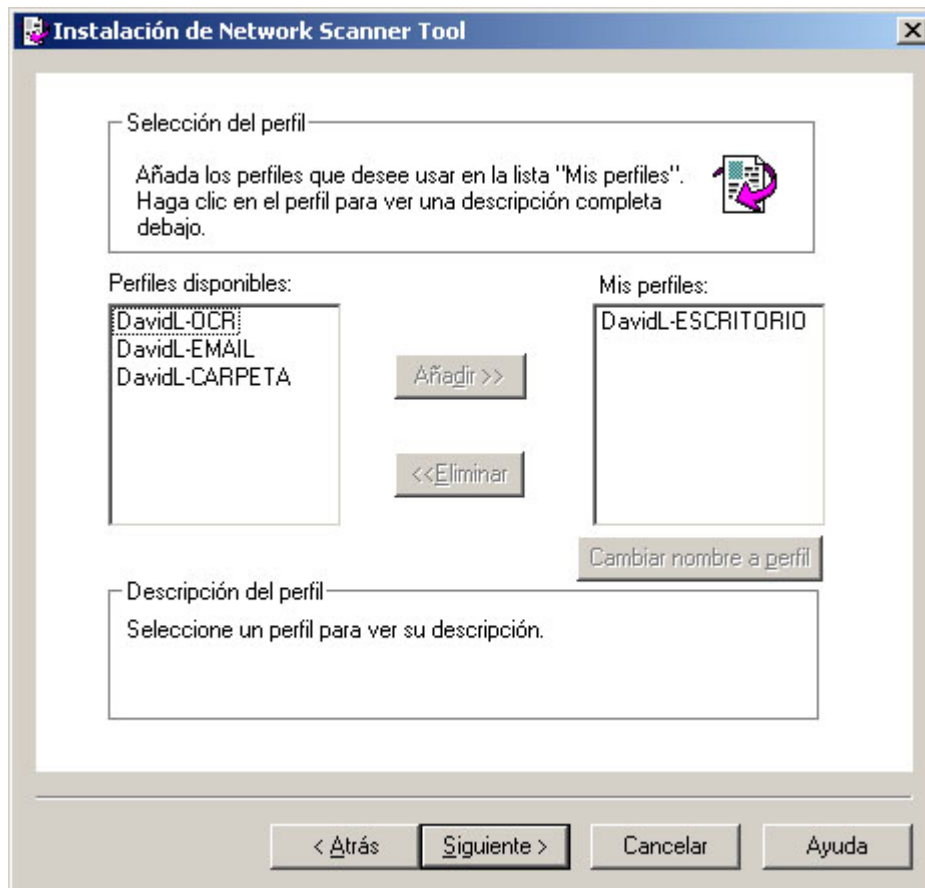 Instalación de Network Scanner Tool
Selección del perfil
Añada los perfiles que desee usar en la lista "Mis perfiles".
Haga clic en el perfil para ver una descripción completa
debajo.
Perfiles disponibles:
DavidL-OCR
DavidL-EMAIL
DavidL-CARPETA
Añadir >>
<<Eliminar
Mis perfiles:
DavidL-ESCRITORIO
Cambiar nombre a perfil
Descripción del perfil
Seleccione un perfil para ver su descripción.
< Atrás
Siguiente >
Cancelar
Ayuda